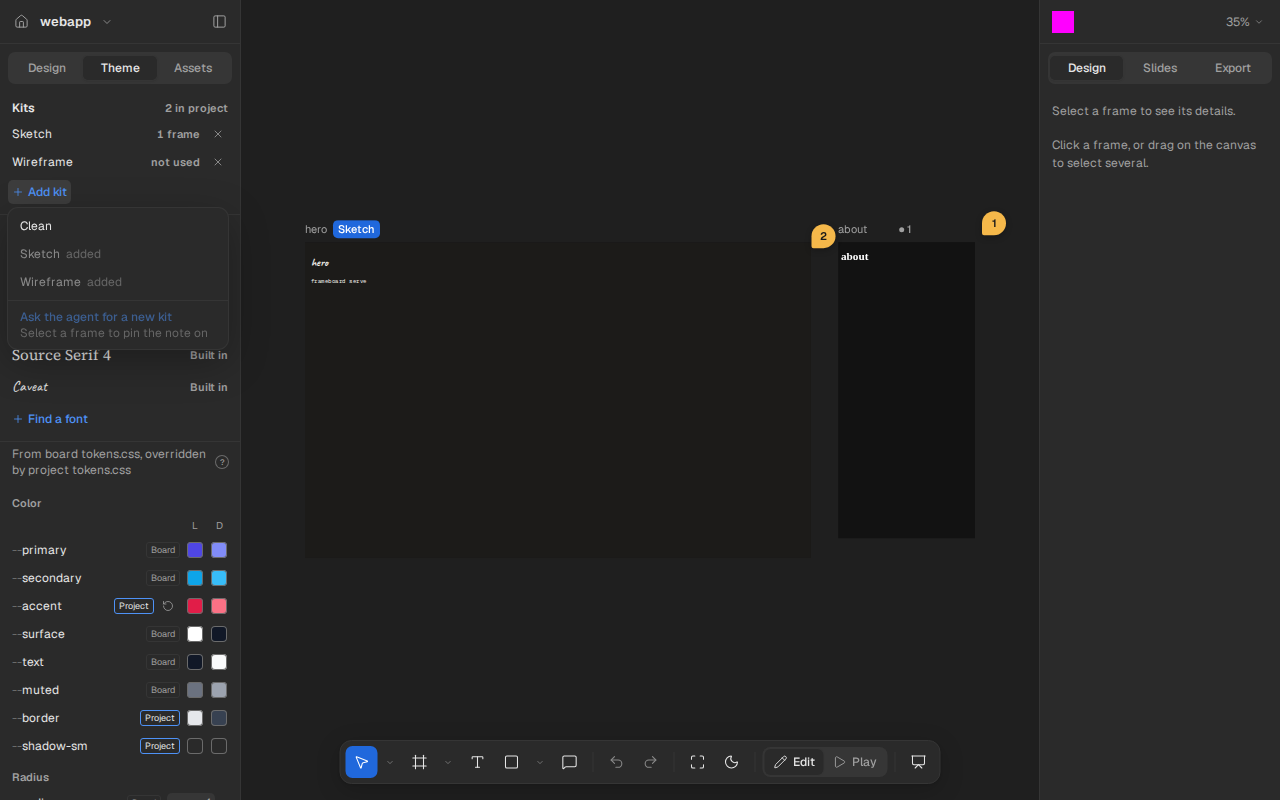 webapp
35%
Design Theme Assets
Design Slides Export
Kits 2 in project
Sketch 1 frame
Wireframe not used
+ Add kit
Clean
Sketch added
Wireframe added
Ask the agent for a new kit
Select a frame to pin the note on
Source Serif 4 Built in
Caveat Built in
+ Find a font
From board tokens.css, overridden
by project tokens.css
?
Color
L D
--primary Board
--secondary Board
--accent Project
--surface Board
--text Board
--muted Board
--border Project
--shadow-sm Project
Radius
hero Sketch
2
about 1
1
hero
frameboard serve
about
Edit Play
Select a frame to see its details.
Click a frame, or drag on the canvas
to select several.